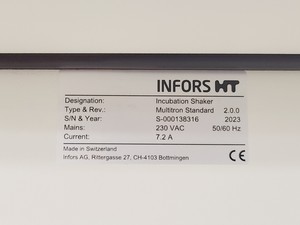 INFORS HT
Designation: Incubation Shaker
Type & Rev.: Multitron Standard 2.0.0
S/N & Year: S-000138316 2023
Mains: 230 VAC 50/60 Hz
Current: 7.2 A
Made in Switzerland
Infors AG, Rittergasse 27, CH-4103 Bottmingen CE